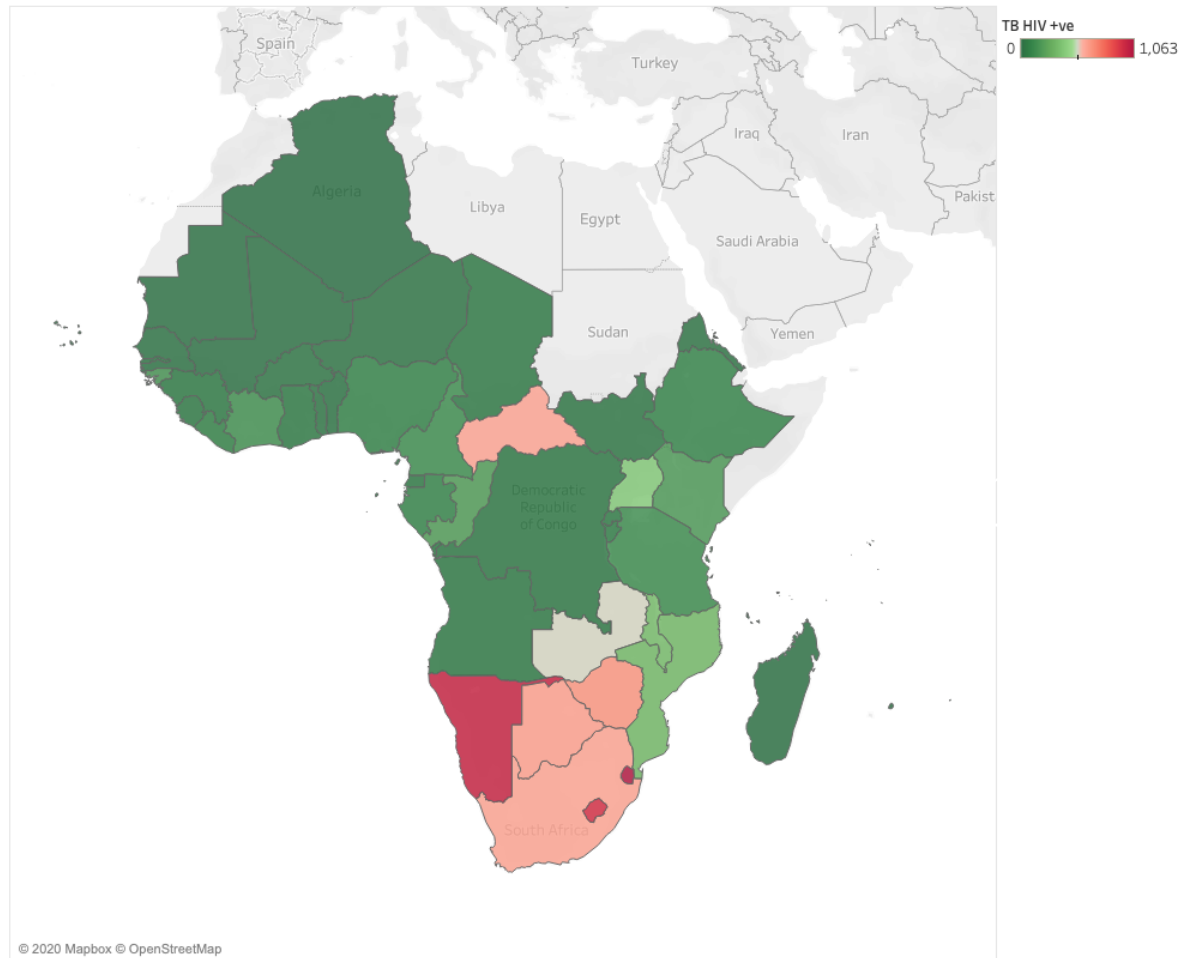 TB HIV +ve
0 1,063
Spain
Turkey
Iraq
Iran
Pakist
Algeria
Libya
Egypt
Saudi Arabia
Sudan
Yemen
Democratic
Republic
of Congo
South Africa
© 2020 Mapbox © OpenStreetMap